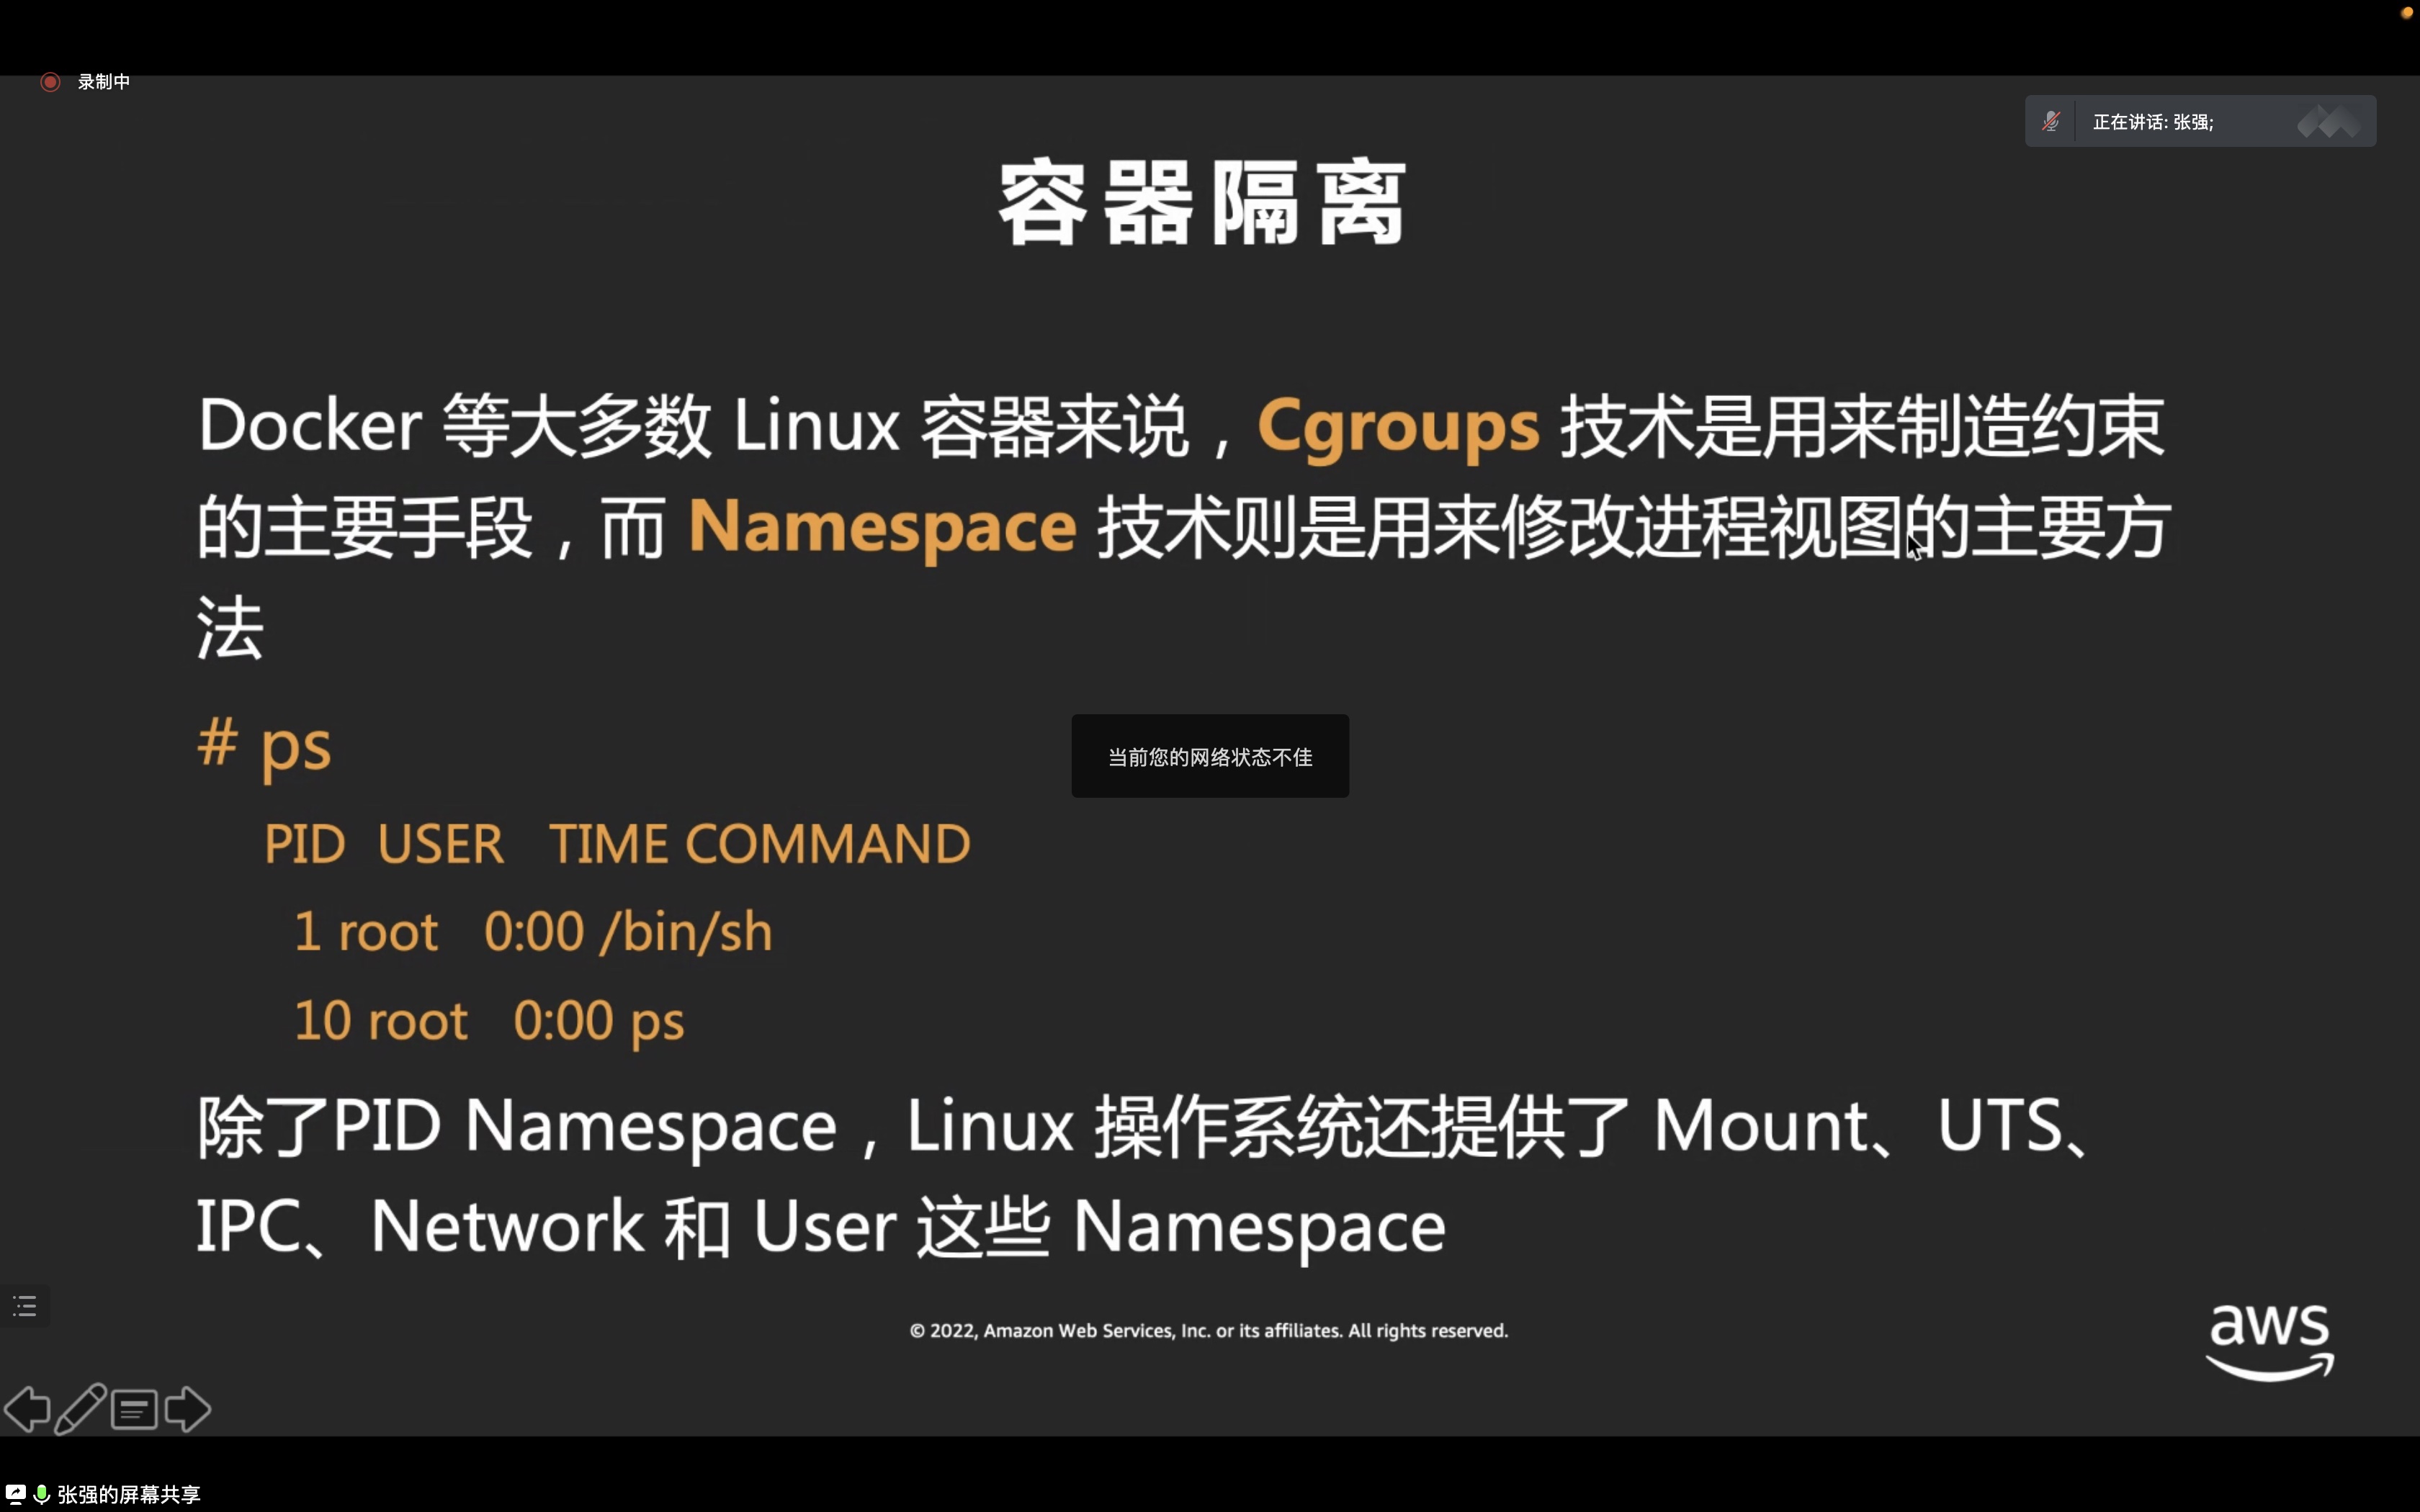 录制中
正在讲话: 张强;
容器隔离
Docker 等大多数 Linux 容器来说，Cgroups 技术是用来制造约束
的主要手段，而 Namespace 技术则是用来修改进程视图的主要方
法
# ps
当前您的网络状态不佳
PID USER TIME COMMAND
1 root 0:00 /bin/sh
10 root 0:00 ps
除了PID Namespace，Linux 操作系统还提供了 Mount、 UTS、
IPC、 Network 和 User 这些 Namespace
© 2022, Amazon Web Services, Inc. or its affiliates. All rights reserved.
aws
张强的屏幕共享